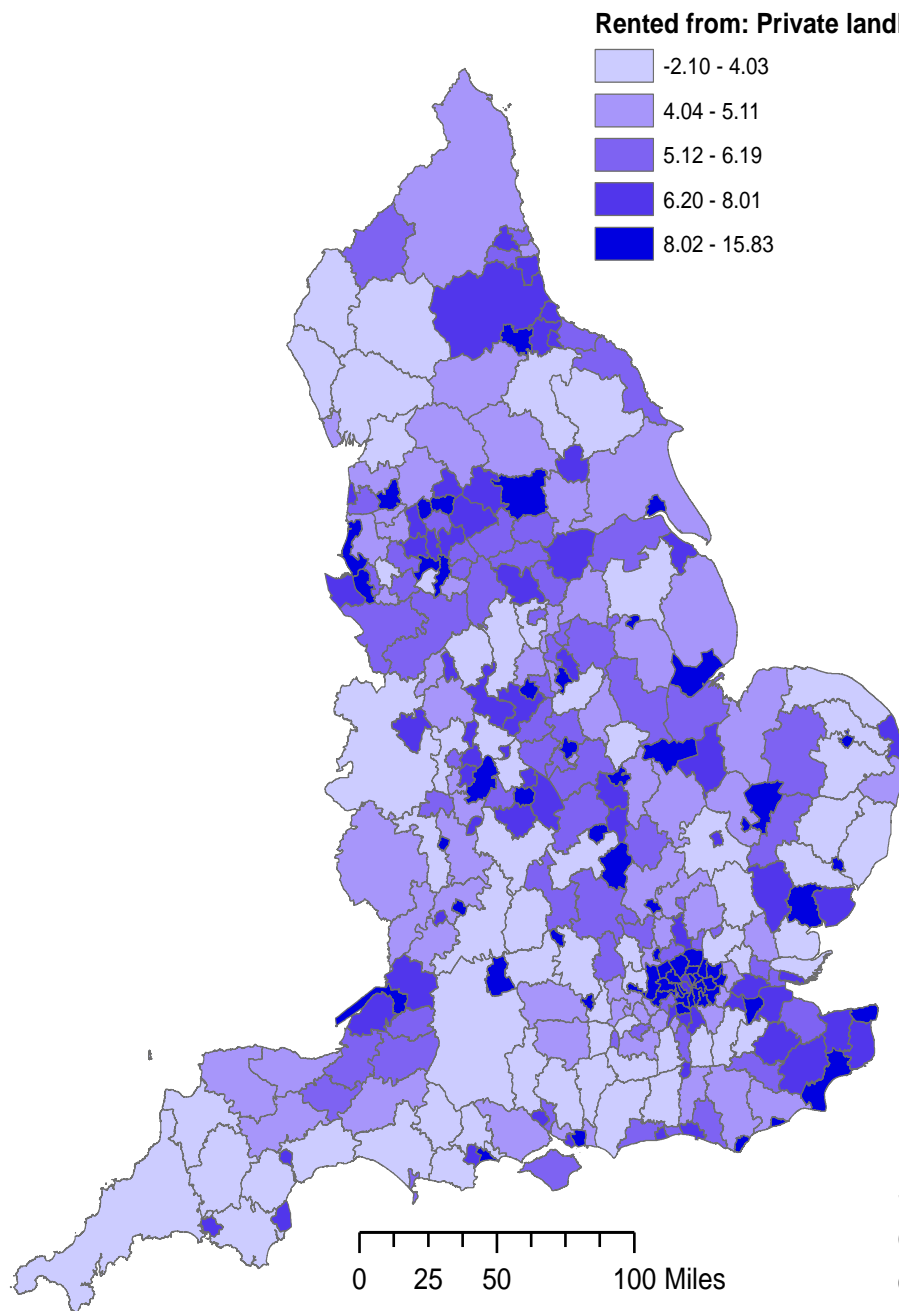 Rented from: Private landl
-2.10 - 4.03
4.04 - 5.11
5.12 - 6.19
6.20 - 8.01
8.02 - 15.83
0 25 50 100 Miles